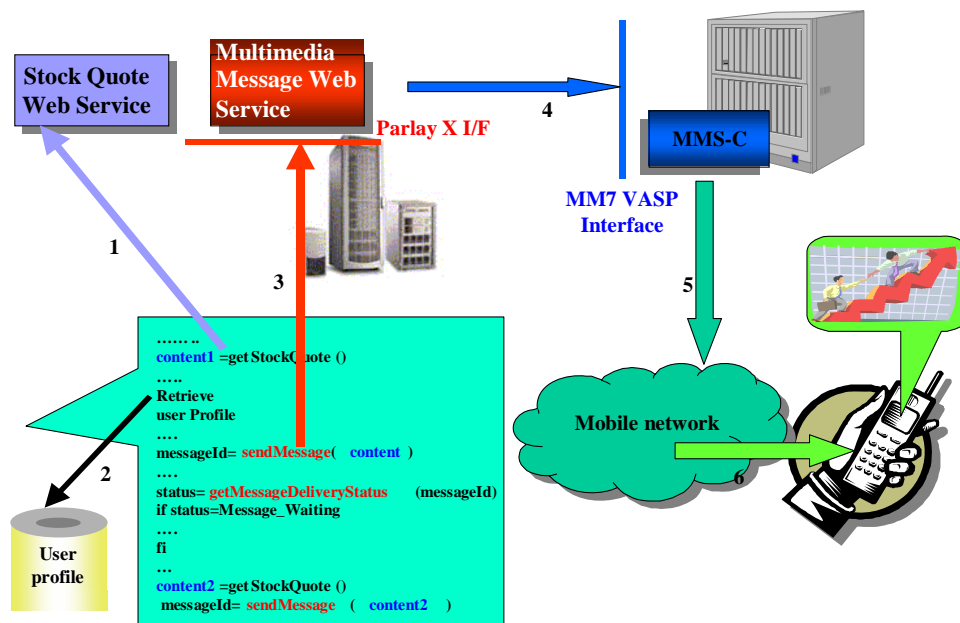 Stock Quote
Web Service
Multimedia
Message Web
Service
Parlay X I/F
4
MMS-C
MM7 VASP
Interface
1
3
5
…… ..
content1 =getStockQuote ()
…..
Retrieve
user Profile
….
messageId= sendMessage( content )
….
status= getMessageDeliveryStatus (messageId)
if status=Message_Waiting
….
fi
…
content2 =getStockQuote ()
messageId= sendMessage ( content2 )
2
User
profile
Mobile network
6